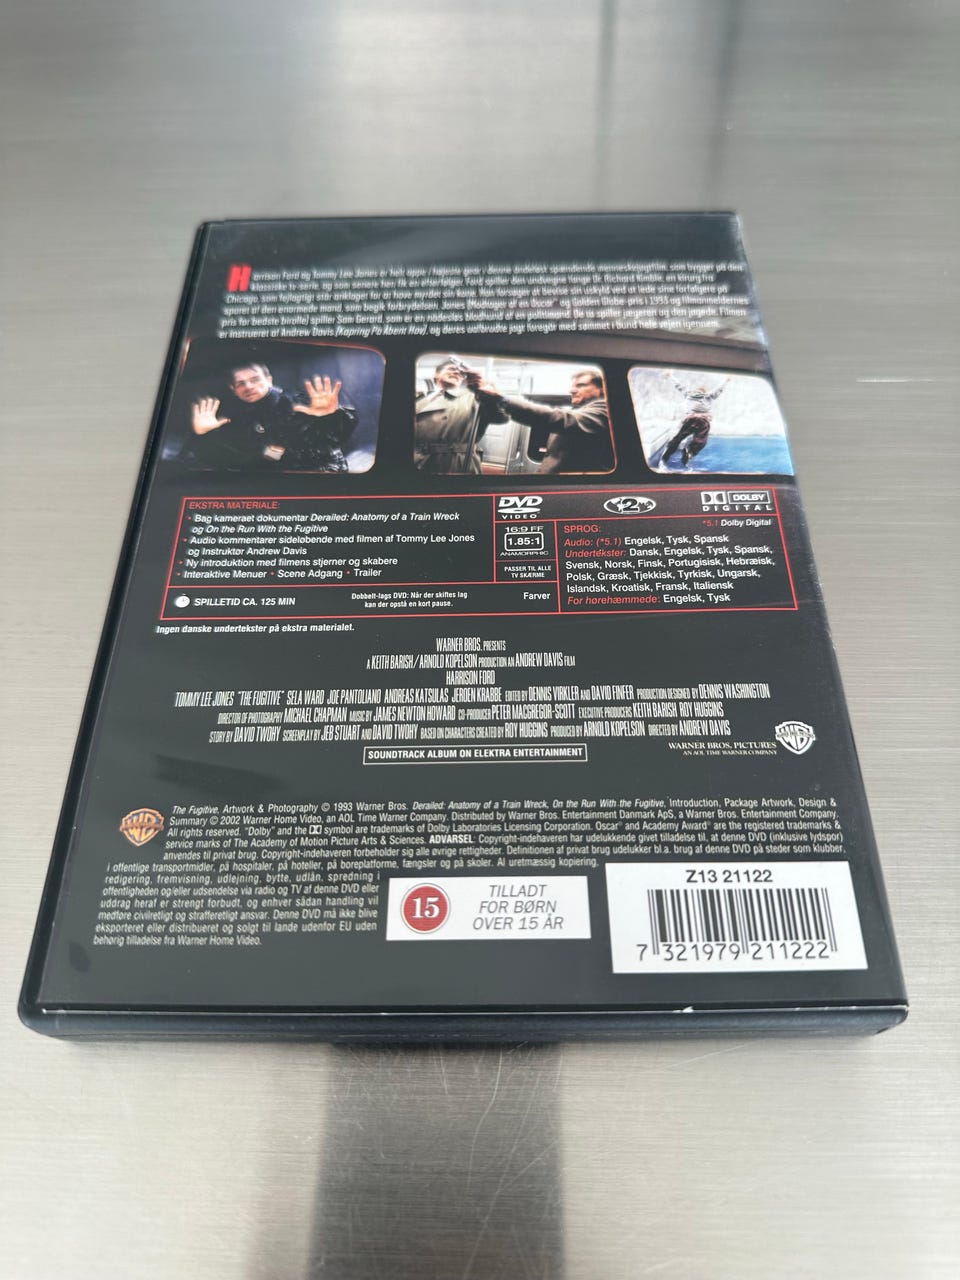 Harrison Ford og Tommy Lee Jones er helt oppe i højeste gear i denne åndeløst spændende menneskejagtfilm, som bygger på den
klassiske tv-serie, og som senere har fik en efterfølger. Ford spiller den undvegne fange Dr. Richard Kimble, en kirurg fra
Chicago, som fejlagtigt står anklaget for at have myrdet sin kone. Nu prøver han at bevise sin uskyld ved at lede sine forfølgere på
sporet af den enarmede mand, som begik forbrydelsen. Jones (Modtager af en Oscar® og Golden Globe-pris i 1993 og filmanmeldernes
pris for bedste birolle) spiller Sam Gerard, som er en nådesløs blodhund af en politimand. De to spiller jægeren og den jagede. Filmen
er instrueret af Andrew Davis (Kapring På Åbent Hav), og deres uafbrudte jagt foregår med sømmet i bund hele vejen igennem.
EKSTRA MATERIALE:
• Bag kameraet dokumentar Derailed: Anatomy of a Train Wreck
og On the Run With the Fugitive
• Audio kommentarer sideløbende med filmen af Tommy Lee Jones
og Instruktor Andrew Davis
• Ny introduktion med filmens stjerner og skabere
• Interaktive Menuer • Scene Adgang • Trailer
SPILLETID CA. 125 MIN
Dobbelt-lags DVD: Når der skiftes lag
kan der opstå en kort pause.
Farver
DVD
VIDEO
16:9 FF
1.85:1
ANAMORPHIC
PASSER TIL ALLE
TV SKÆRME
2
DOLBY
DIGITAL
SPROG:
*5.1 Dolby Digital
Audio: (*5.1) Engelsk, Tysk, Spansk
Undertekster: Dansk, Engelsk, Tysk, Spansk,
Svensk, Norsk, Finsk, Portugisisk, Hebræisk,
Polsk, Græsk, Tjekkisk, Tyrkisk, Ungarsk,
Islandsk, Kroatisk, Fransk, Italiensk
For hørehæmmede: Engelsk, Tysk
Ingen danske undertekster på ekstra materialet.
WARNER BROS. PRESENTS
A KEITH BARISH/ARNOLD KOPELSON PRODUCTION AN ANDREW DAVIS FILM
HARRISON FORD
TOMMY LEE JONES "THE FUGITIVE" SELA WARD JOE PANTOLIANO ANDREAS KATSULAS JEROEN KRABBE EDITED BY DENNIS VIRKLER AND DAVID FINFER PRODUCTION DESIGNED BY DENNIS WASHINGTON
DIRECTOR OF PHOTOGRAPHY MICHAEL CHAPMAN MUSIC BY JAMES NEWTON HOWARD CO-PRODUCER PETER MACGREGOR-SCOTT EXECUTIVE PRODUCERS KEITH BARISH ROY HUGGINS
STORY BY DAVID TWOHY SCREENPLAY BY JEB STUART AND DAVID TWOHY BASED ON CHARACTERS CREATED BY ROY HUGGINS PRODUCED BY ARNOLD KOPELSON DIRECTED BY ANDREW DAVIS
SOUNDTRACK ALBUM ON ELEKTRA ENTERTAINMENT
WARNER BROS. PICTURES
AN AOL TIME WARNER COMPANY
The Fugitive, Artwork & Photography © 1993 Warner Bros. Derailed: Anatomy of a Train Wreck, On the Run With the Fugitive, Introduction, Package Artwork, Design &
Summary © 2002 Warner Home Video, an AOL Time Warner Company. Distributed by Warner Bros. Entertainment Danmark ApS, a Warner Bros. Entertainment Company.
All rights reserved. "Dolby" and the symbol are trademarks of Dolby Laboratories Licensing Corporation. Oscar® and Academy Award® are the registered trademarks &
service marks of The Academy of Motion Picture Arts & Sciences. ADVARSEL: Copyright-indehaveren har udelukkende givet tilladelse til, at denne DVD (inklusive lydspor)
anvendes til privat brug. Copyright-indehaveren forbeholder sig alle øvrige rettigheder. Definitionen af privat brug udelukker bl.a. brug af denne DVD på steder som klubber,
i offentlige transportmidler, på hospitaler, på hoteller, på boreplatforme, fængsler og på skoler. Al uretmæssig kopiering,
redigering, fremvisning, udlejning, bytte, udlån, spredning i
offentligheden og/eller udsendelse via radio og TV af denne DVD eller
uddrag heraf er strengt forbudt, og enhver sådan handling vil
medføre civilretligt og strafferetligt ansvar. Denne DVD må ikke blive
eksporteret eller distribueret og solgt til lande udenfor EU uden
behørig tilladelse fra Warner Home Video.
15
TILLADT
FOR BØRN
OVER 15 ÅR
Z13 21122
7 321979 211222